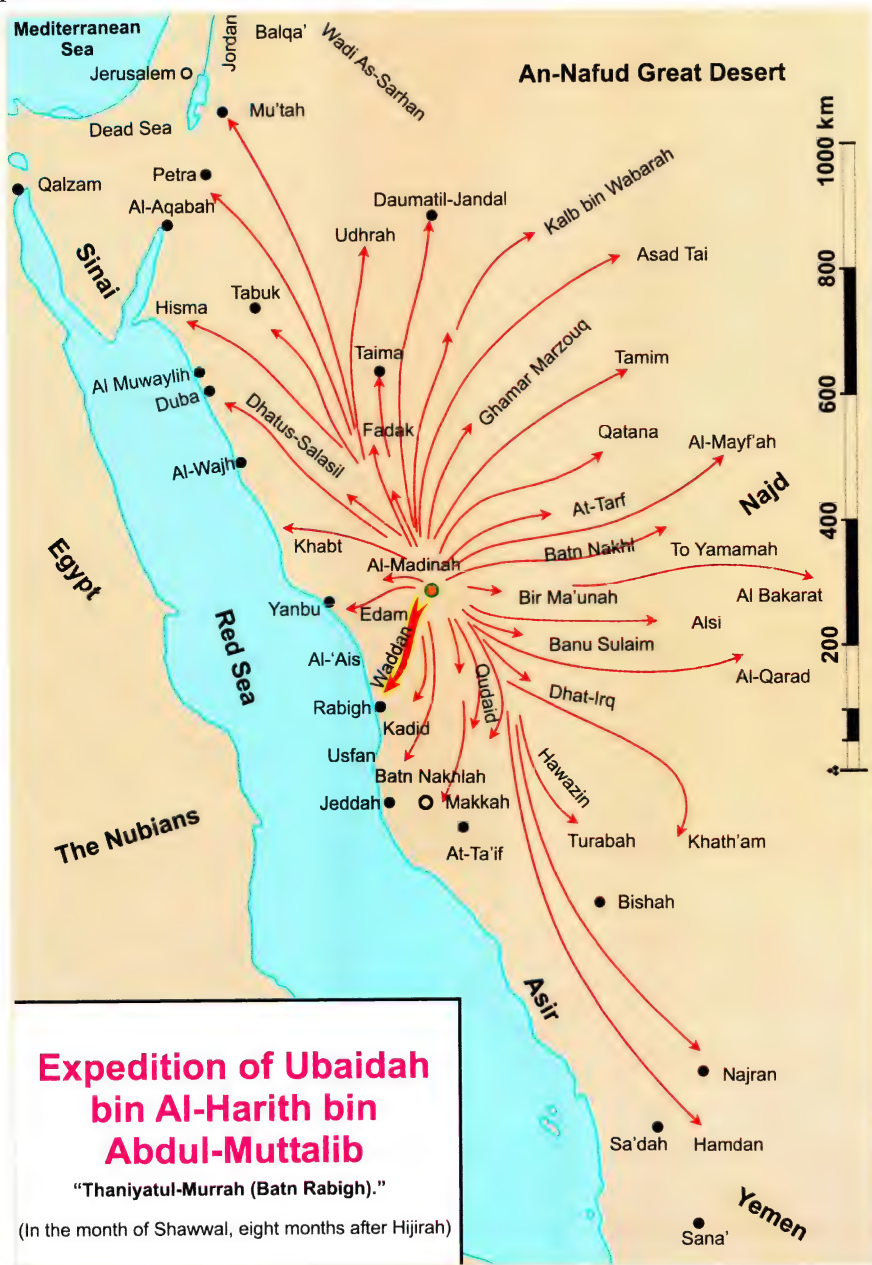 Mediterranean
Sea
Jordan
Balqa’
Wadi As-Sarhan
Jerusalem
An-Nafud Great Desert
Mu’tah
Dead Sea
1000 km
Petra
Qalzam
Al-Aqabah
Daumatil-Jandal
Kalb bin Wabarah
Udhrah
Asad Tai
Sinai
800
Tabuk
Hisma
Taima
Ghamar Marzouq
Tamim
Al Muwaylih
Duba
600
Dhatus-Salasil
Fadak
Qatana
Al-Mayf’ah
Al-Wajh
Najd
At-Tarf
400
Khabt
Batn Nakhl
To Yamamah
Egypt
Al-Madinah
Bir Ma’unah
Al Bakarat
Yanbu
Edam
Alsi
Red Sea
Waddan
Banu Sulaim
200
Al-‘Ais
Qudaid
Al-Qarad
Dhat-Irq
Rabigh
Kadid
Usfan
Hawazin
Batn Nakhlah
Jeddah
Makkah
The Nubians
At-Ta’if
Turabah
Khath’am
Bishah
Asir
Najran
Sa’dah
Hamdan
Yemen
Sana’
Expedition of Ubaidah
bin Al-Harith bin
Abdul-Muttalib
“Thaniyatul-Murrah (Batn Rabigh).”
(In the month of Shawwal, eight months after Hijirah)